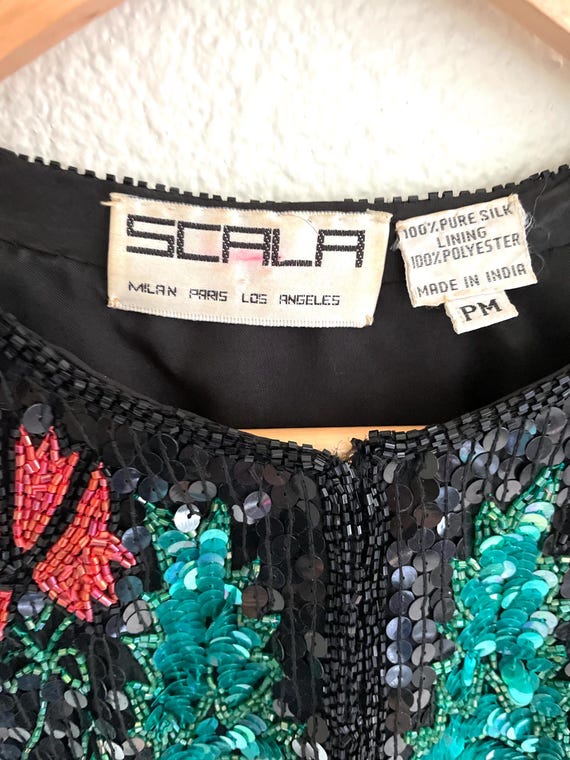 SCALA
MILAN PARIS LOS ANGELES
100% PURE SILK
LINING
100% POLYESTER
MADE IN INDIA
PM